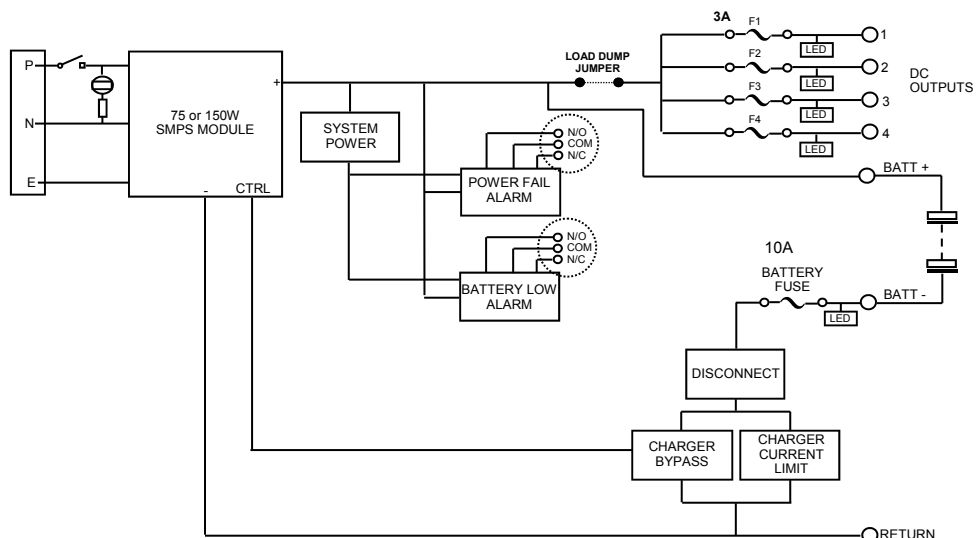 3A
F1
1
LED
F2
2
LED
F3
3
LED
F4
4
LED
DC
OUTPUTS
LOAD DUMP
JUMPER
P
N
E
75 or 150W
SMPS MODULE
+
-
CTRL
SYSTEM
POWER
N/O
COM
N/C
POWER FAIL
ALARM
N/O
COM
N/C
BATTERY LOW
ALARM
BATT +
10A
BATTERY
FUSE
LED
BATT -
DISCONNECT
CHARGER
BYPASS
CHARGER
CURRENT
LIMIT
RETURN